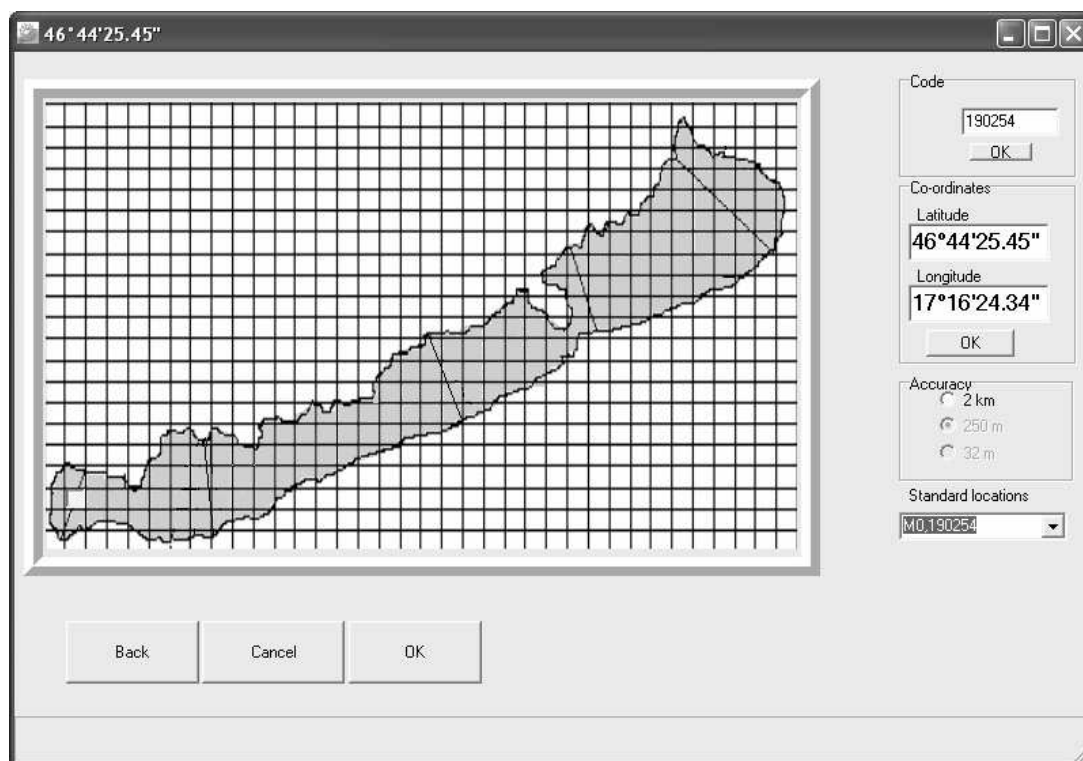 46°44'25.45"
Code
190254
OK
Co-ordinates
Latitude
46°44'25.45"
Longitude
17°16'24.34"
OK
Accuracy
2 km
250 m
32 m
Standard locations
M0,190254
Back
Cancel
OK